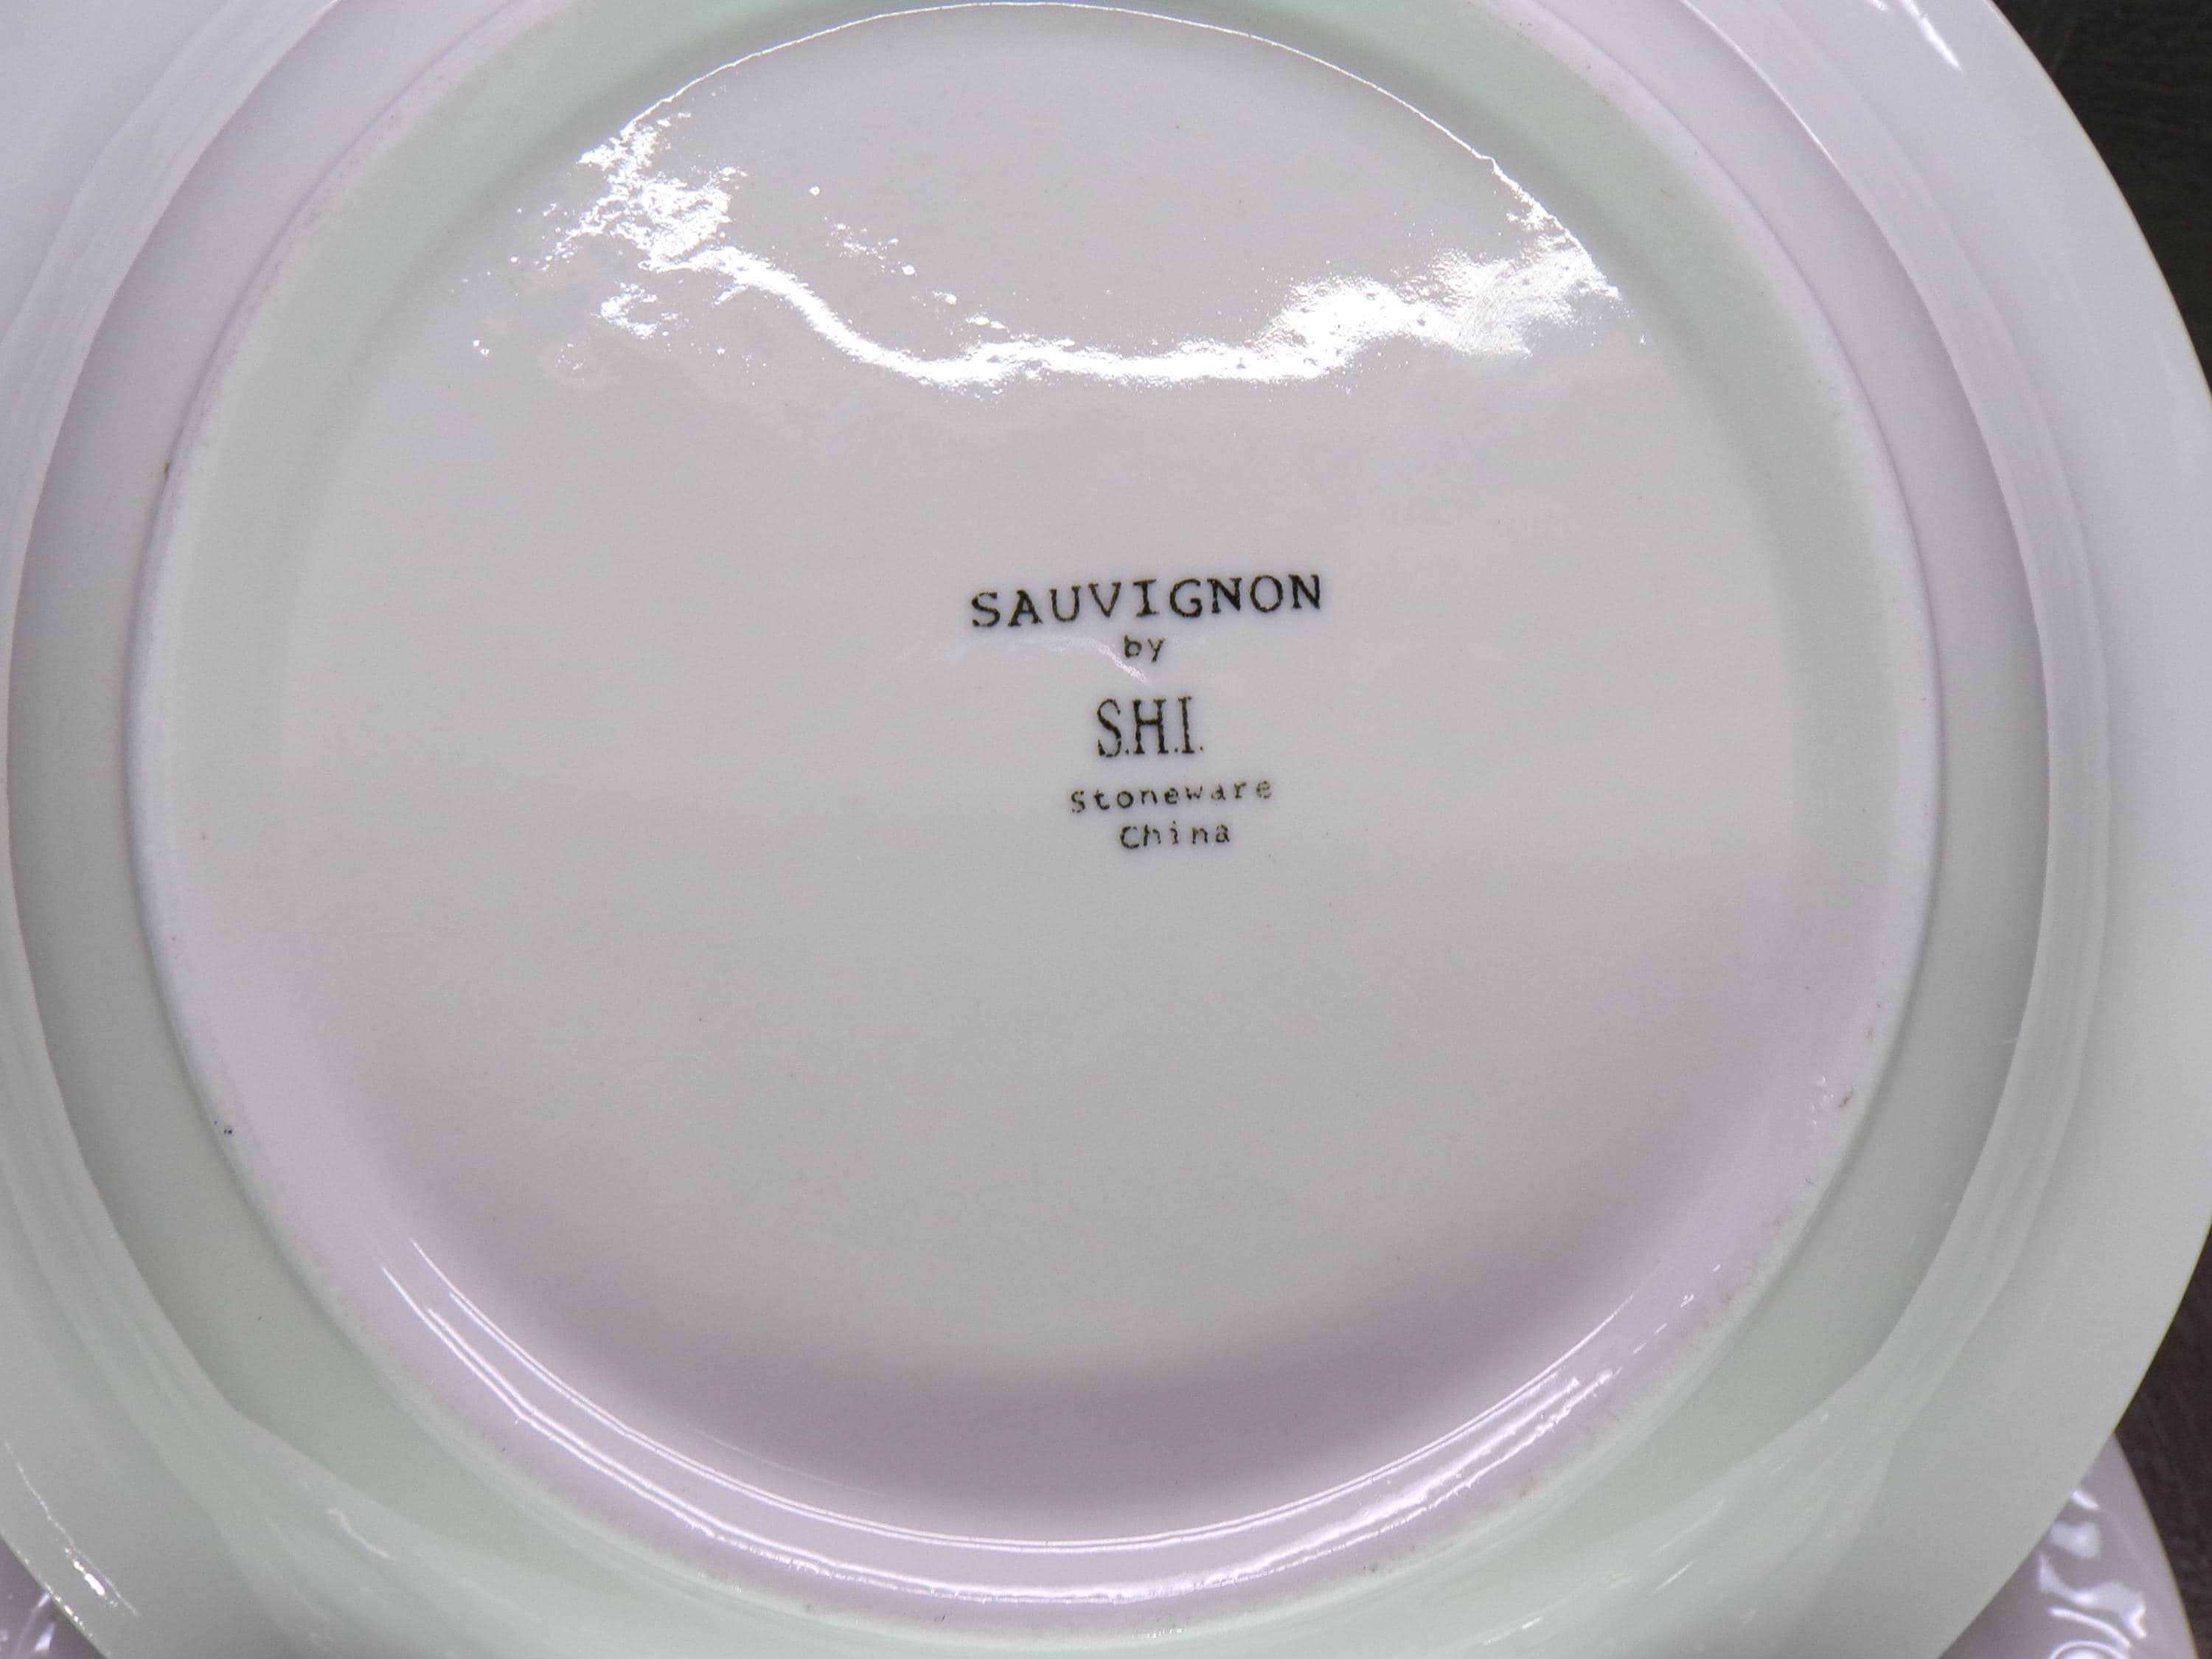 SAUVIGNON
by
S.H.I.
Stoneware
China